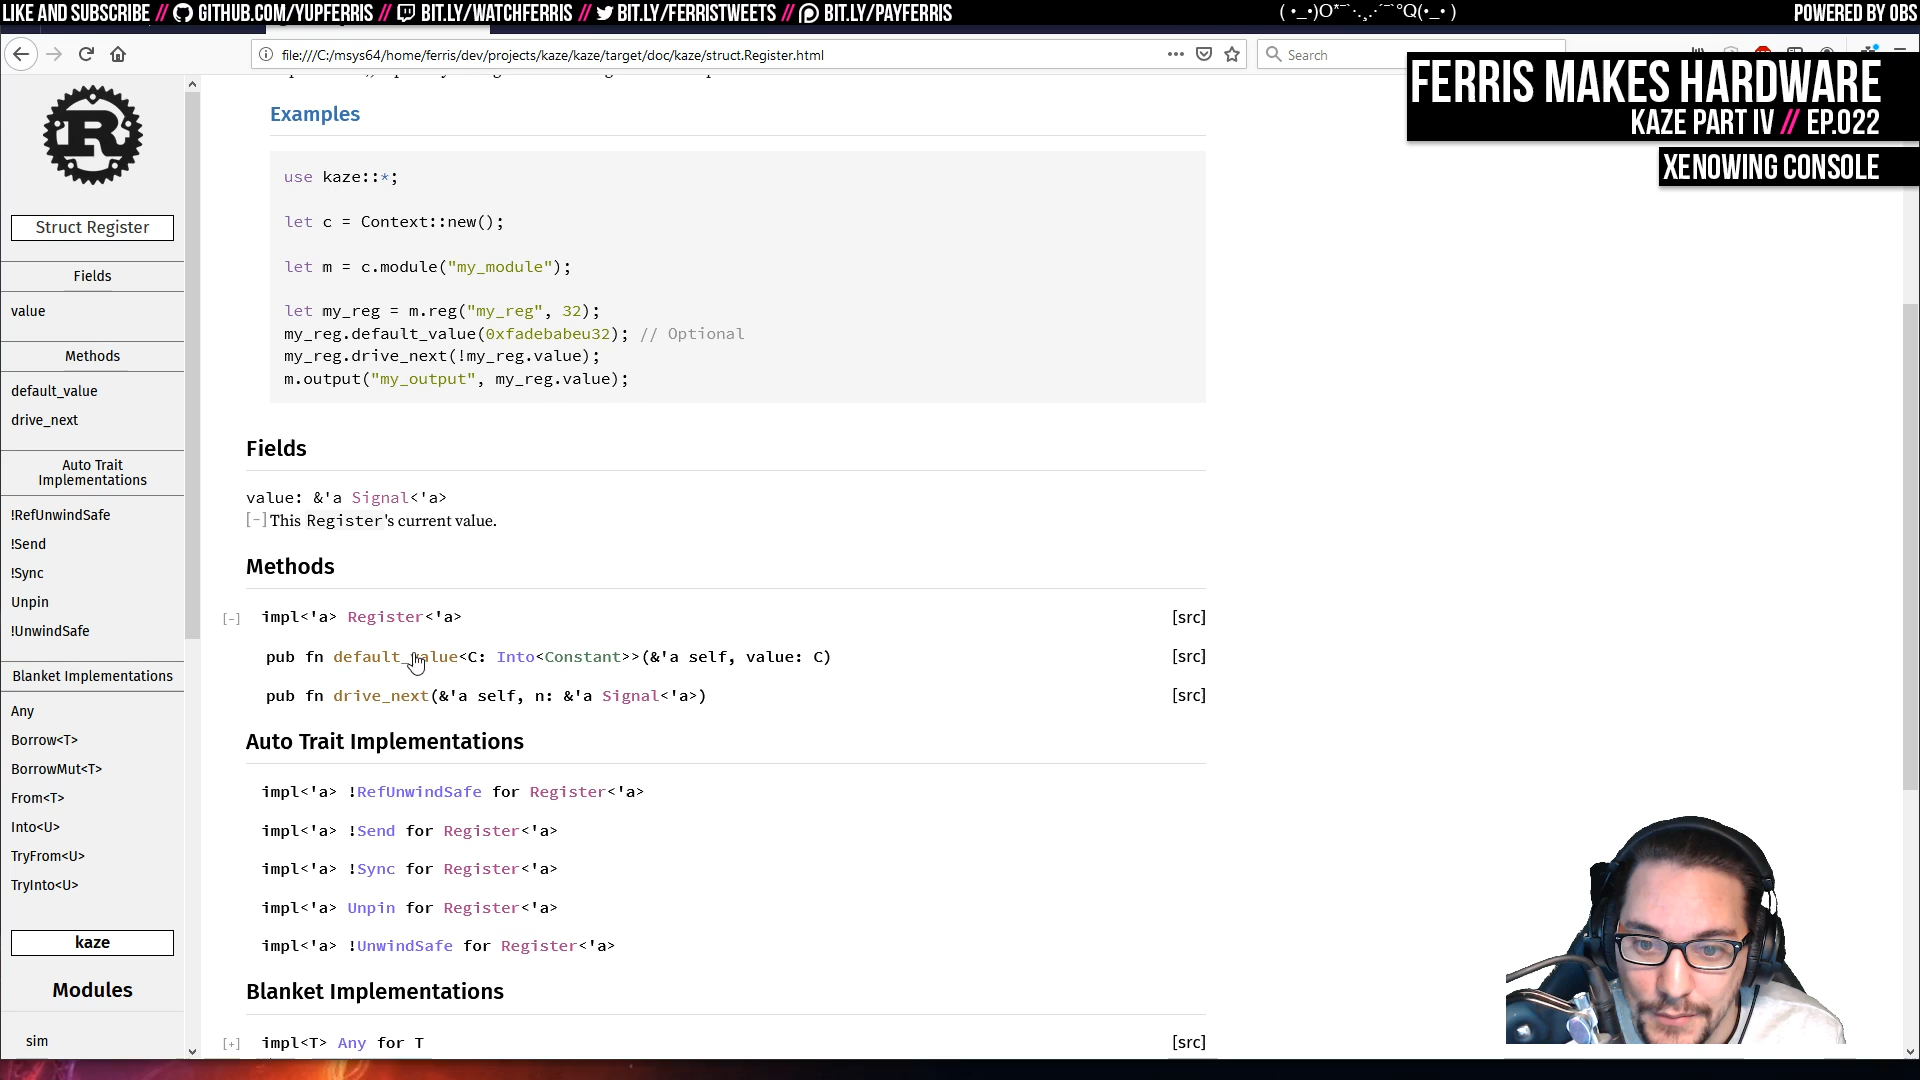 LIKE AND SUBSCRIBE // GITHUB.COM/YUPFERRIS // BIT.LY/WATCHFERRIS // BIT.LY/FERRISTWEETS // BIT.LY/PAYFERRIS
POWERED BY OBS
file:///C:/msys64/home/ferris/dev/projects/kaze/kaze/target/doc/kaze/struct.Register.html
Search
FERRIS MAKES HARDWARE
KAZE PART IV // EP.022
XENOWING CONSOLE
Struct Register
Fields
value
Methods
default_value
drive_next
Auto Trait
Implementations
!RefUnwindSafe
!Send
!Sync
Unpin
!UnwindSafe
Blanket Implementations
Any
Borrow<T>
BorrowMut<T>
From<T>
Into<U>
TryFrom<U>
TryInto<U>
kaze
Modules
sim
Examples
use kaze::*;
let c = Context::new();
let m = c.module("my_module");
let my_reg = m.reg("my_reg", 32);
my_reg.default_value(0xfadebabeu32); // Optional
my_reg.drive_next(!my_reg.value);
m.output("my_output", my_reg.value);
Fields
value: &'a Signal<'a>
[-] This Register's current value.
Methods
[-] impl<'a> Register<'a> [src]
pub fn default_value<C: Into<Constant>>(&'a self, value: C) [src]
pub fn drive_next(&'a self, n: &'a Signal<'a>) [src]
Auto Trait Implementations
impl<'a> !RefUnwindSafe for Register<'a>
impl<'a> !Send for Register<'a>
impl<'a> !Sync for Register<'a>
impl<'a> Unpin for Register<'a>
impl<'a> !UnwindSafe for Register<'a>
Blanket Implementations
[+] impl<T> Any for T [src]